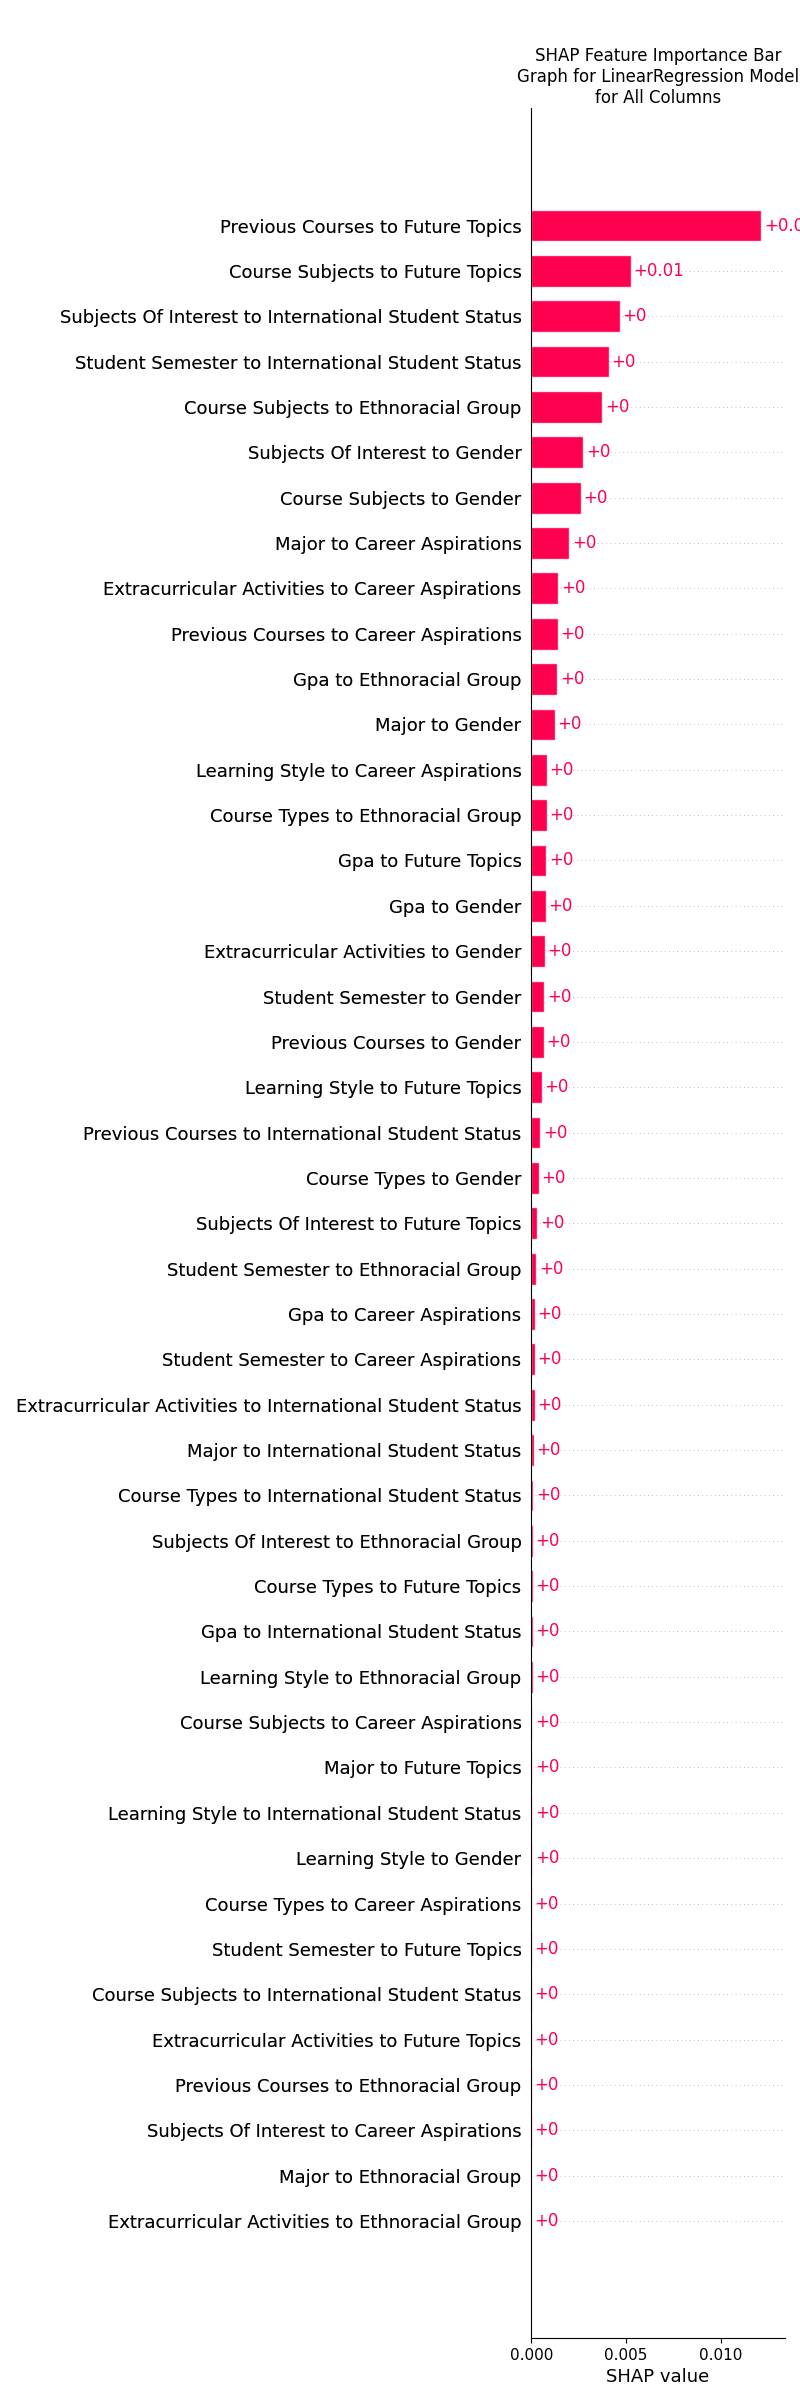 SHAP Feature Importance Bar
Graph for LinearRegression Model
for All Columns
Previous Courses to Future Topics +0.0
Course Subjects to Future Topics +0.01
Subjects Of Interest to International Student Status +0
Student Semester to International Student Status +0
Course Subjects to Ethnoracial Group +0
Subjects Of Interest to Gender +0
Course Subjects to Gender +0
Major to Career Aspirations +0
Extracurricular Activities to Career Aspirations +0
Previous Courses to Career Aspirations +0
Gpa to Ethnoracial Group +0
Major to Gender +0
Learning Style to Career Aspirations +0
Course Types to Ethnoracial Group +0
Gpa to Future Topics +0
Gpa to Gender +0
Extracurricular Activities to Gender +0
Student Semester to Gender +0
Previous Courses to Gender +0
Learning Style to Future Topics +0
Previous Courses to International Student Status +0
Course Types to Gender +0
Subjects Of Interest to Future Topics +0
Student Semester to Ethnoracial Group +0
Gpa to Career Aspirations +0
Student Semester to Career Aspirations +0
Extracurricular Activities to International Student Status +0
Major to International Student Status +0
Course Types to International Student Status +0
Subjects Of Interest to Ethnoracial Group +0
Course Types to Future Topics +0
Gpa to International Student Status +0
Learning Style to Ethnoracial Group +0
Course Subjects to Career Aspirations +0
Major to Future Topics +0
Learning Style to International Student Status +0
Learning Style to Gender +0
Course Types to Career Aspirations +0
Student Semester to Future Topics +0
Course Subjects to International Student Status +0
Extracurricular Activities to Future Topics +0
Previous Courses to Ethnoracial Group +0
Subjects Of Interest to Career Aspirations +0
Major to Ethnoracial Group +0
Extracurricular Activities to Ethnoracial Group +0
0.000 0.005 0.010
SHAP value